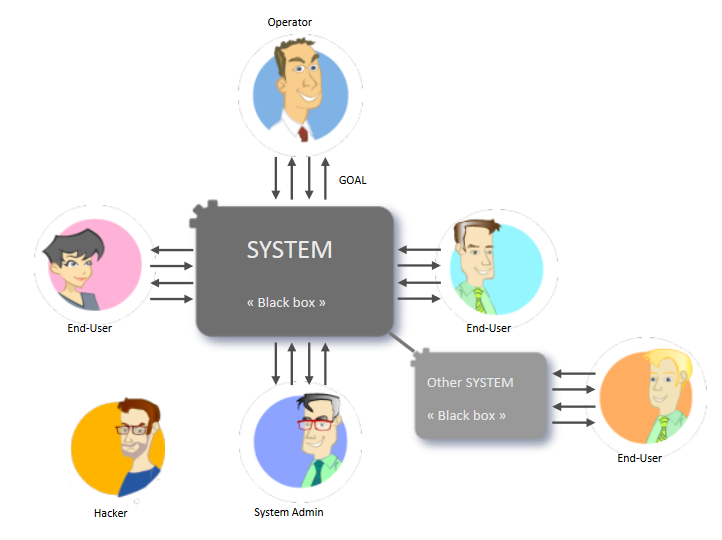 Operator
GOAL
SYSTEM
« Black box »
End-User
End-User
Other SYSTEM
« Black box »
End-User
Hacker
System Admin